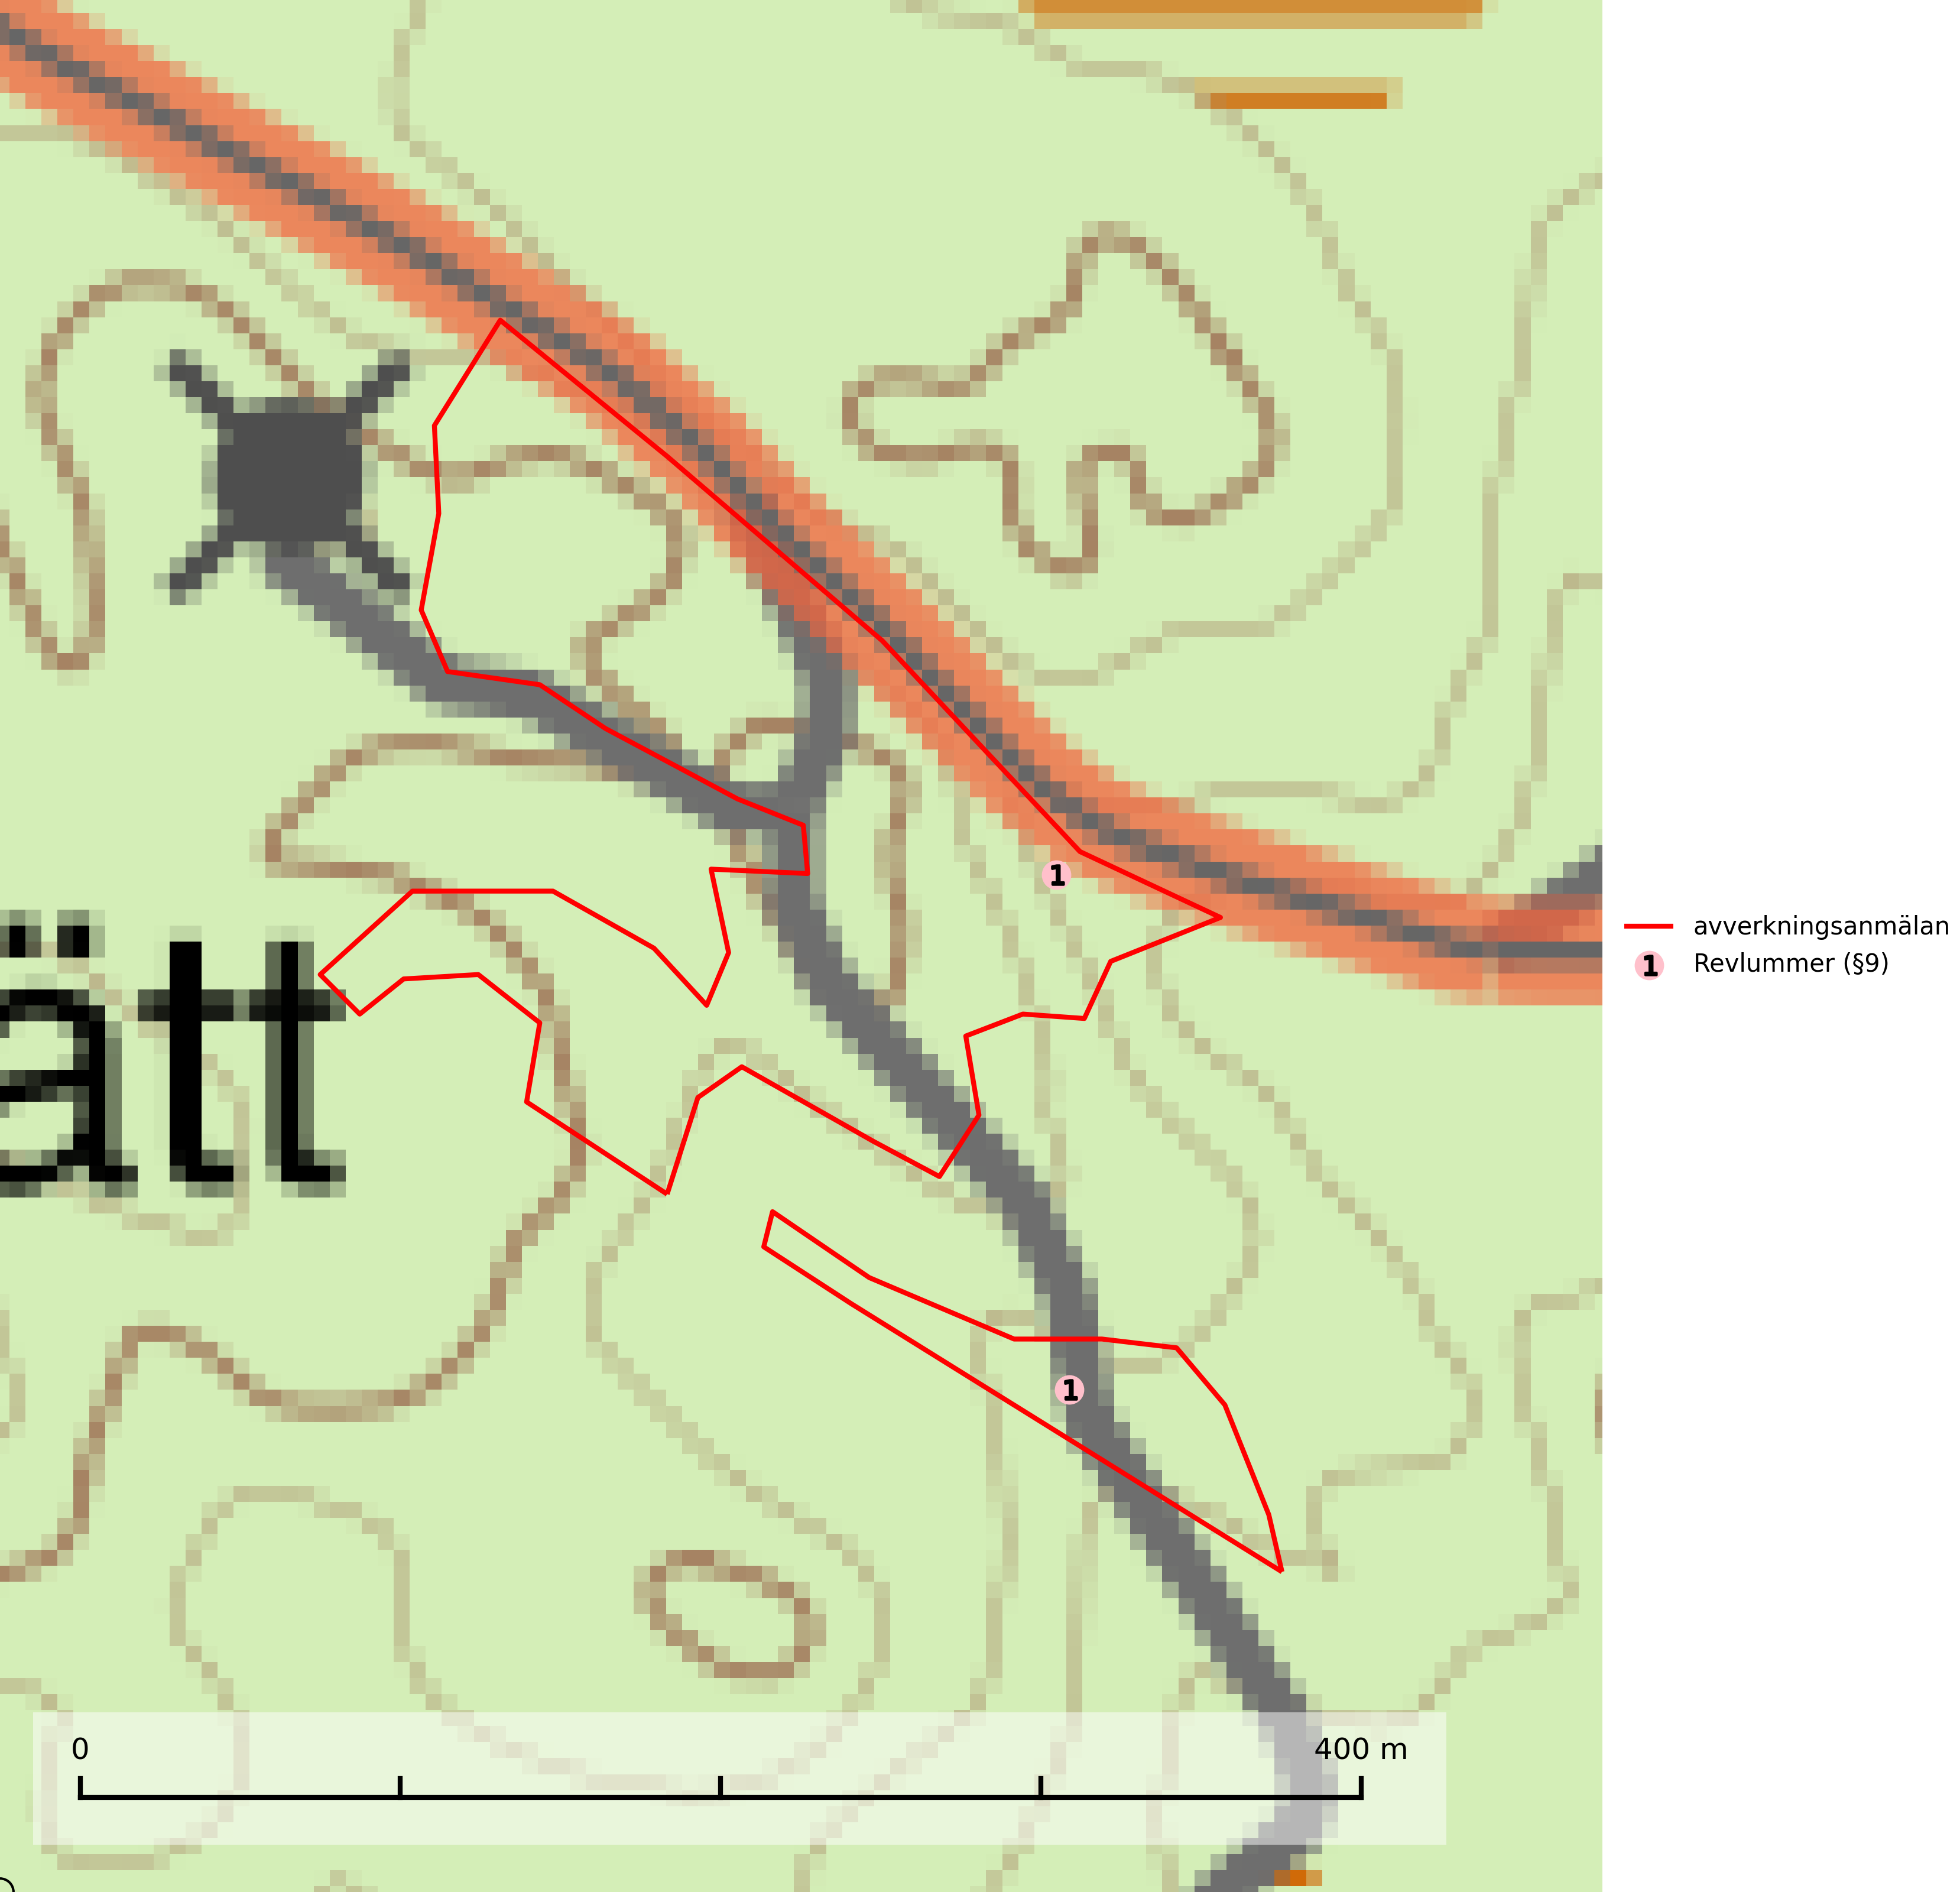 1
avverkningsanmälan
1 Revlummer (§9)
ätt
1
0 400 m